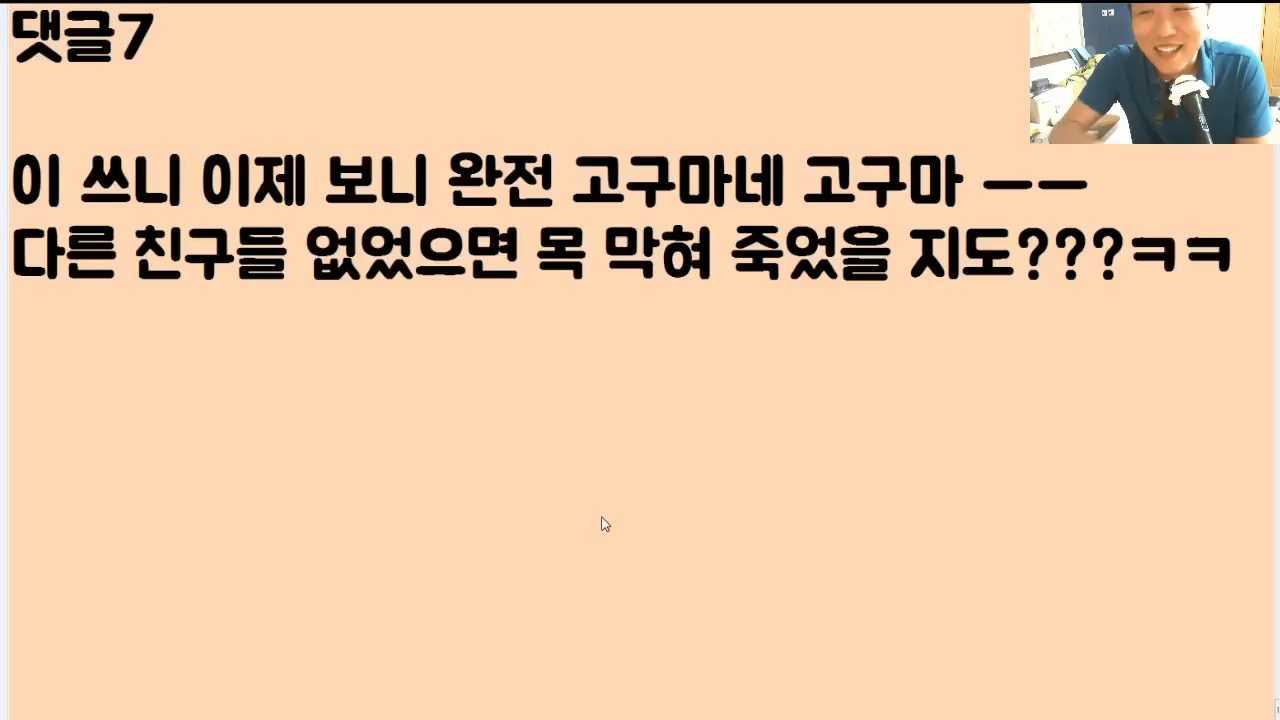 댓글7
이 쓰니 이제 보니 완전 고구마네 고구마 ㅡㅡ
다른 친구들 없었으면 목 막혀 죽었을 지도???ㅋㅋ